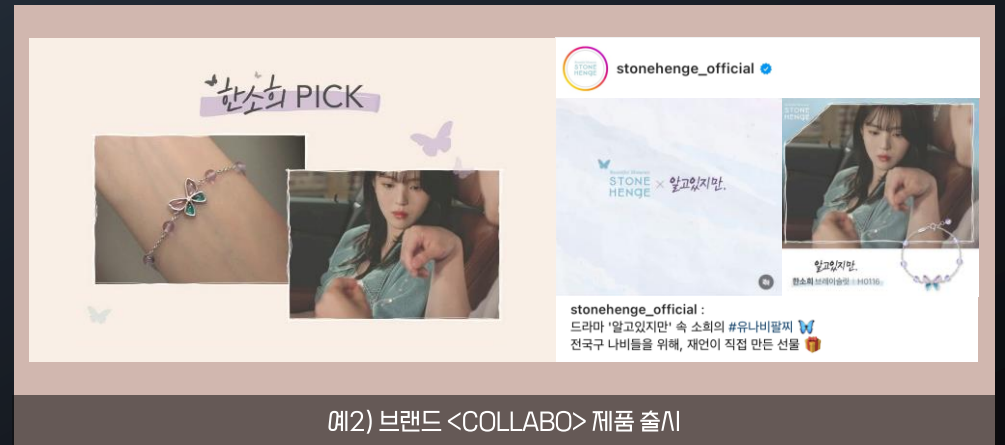 한소희 PICK
STONE
HENGE
stonehenge_official
STONE
HENGE × 알고있지만,
STONE
HENGE
알고있지만,
한소희 브레이슬릿 : H0116
stonehenge_official :
드라마 '알고있지만' 속 소희의 #유나비팔찌 🦋
전국구 나비들을 위해, 재언이 직접 만든 선물 🎁
예2) 브랜드 <COLLABO> 제품 출시